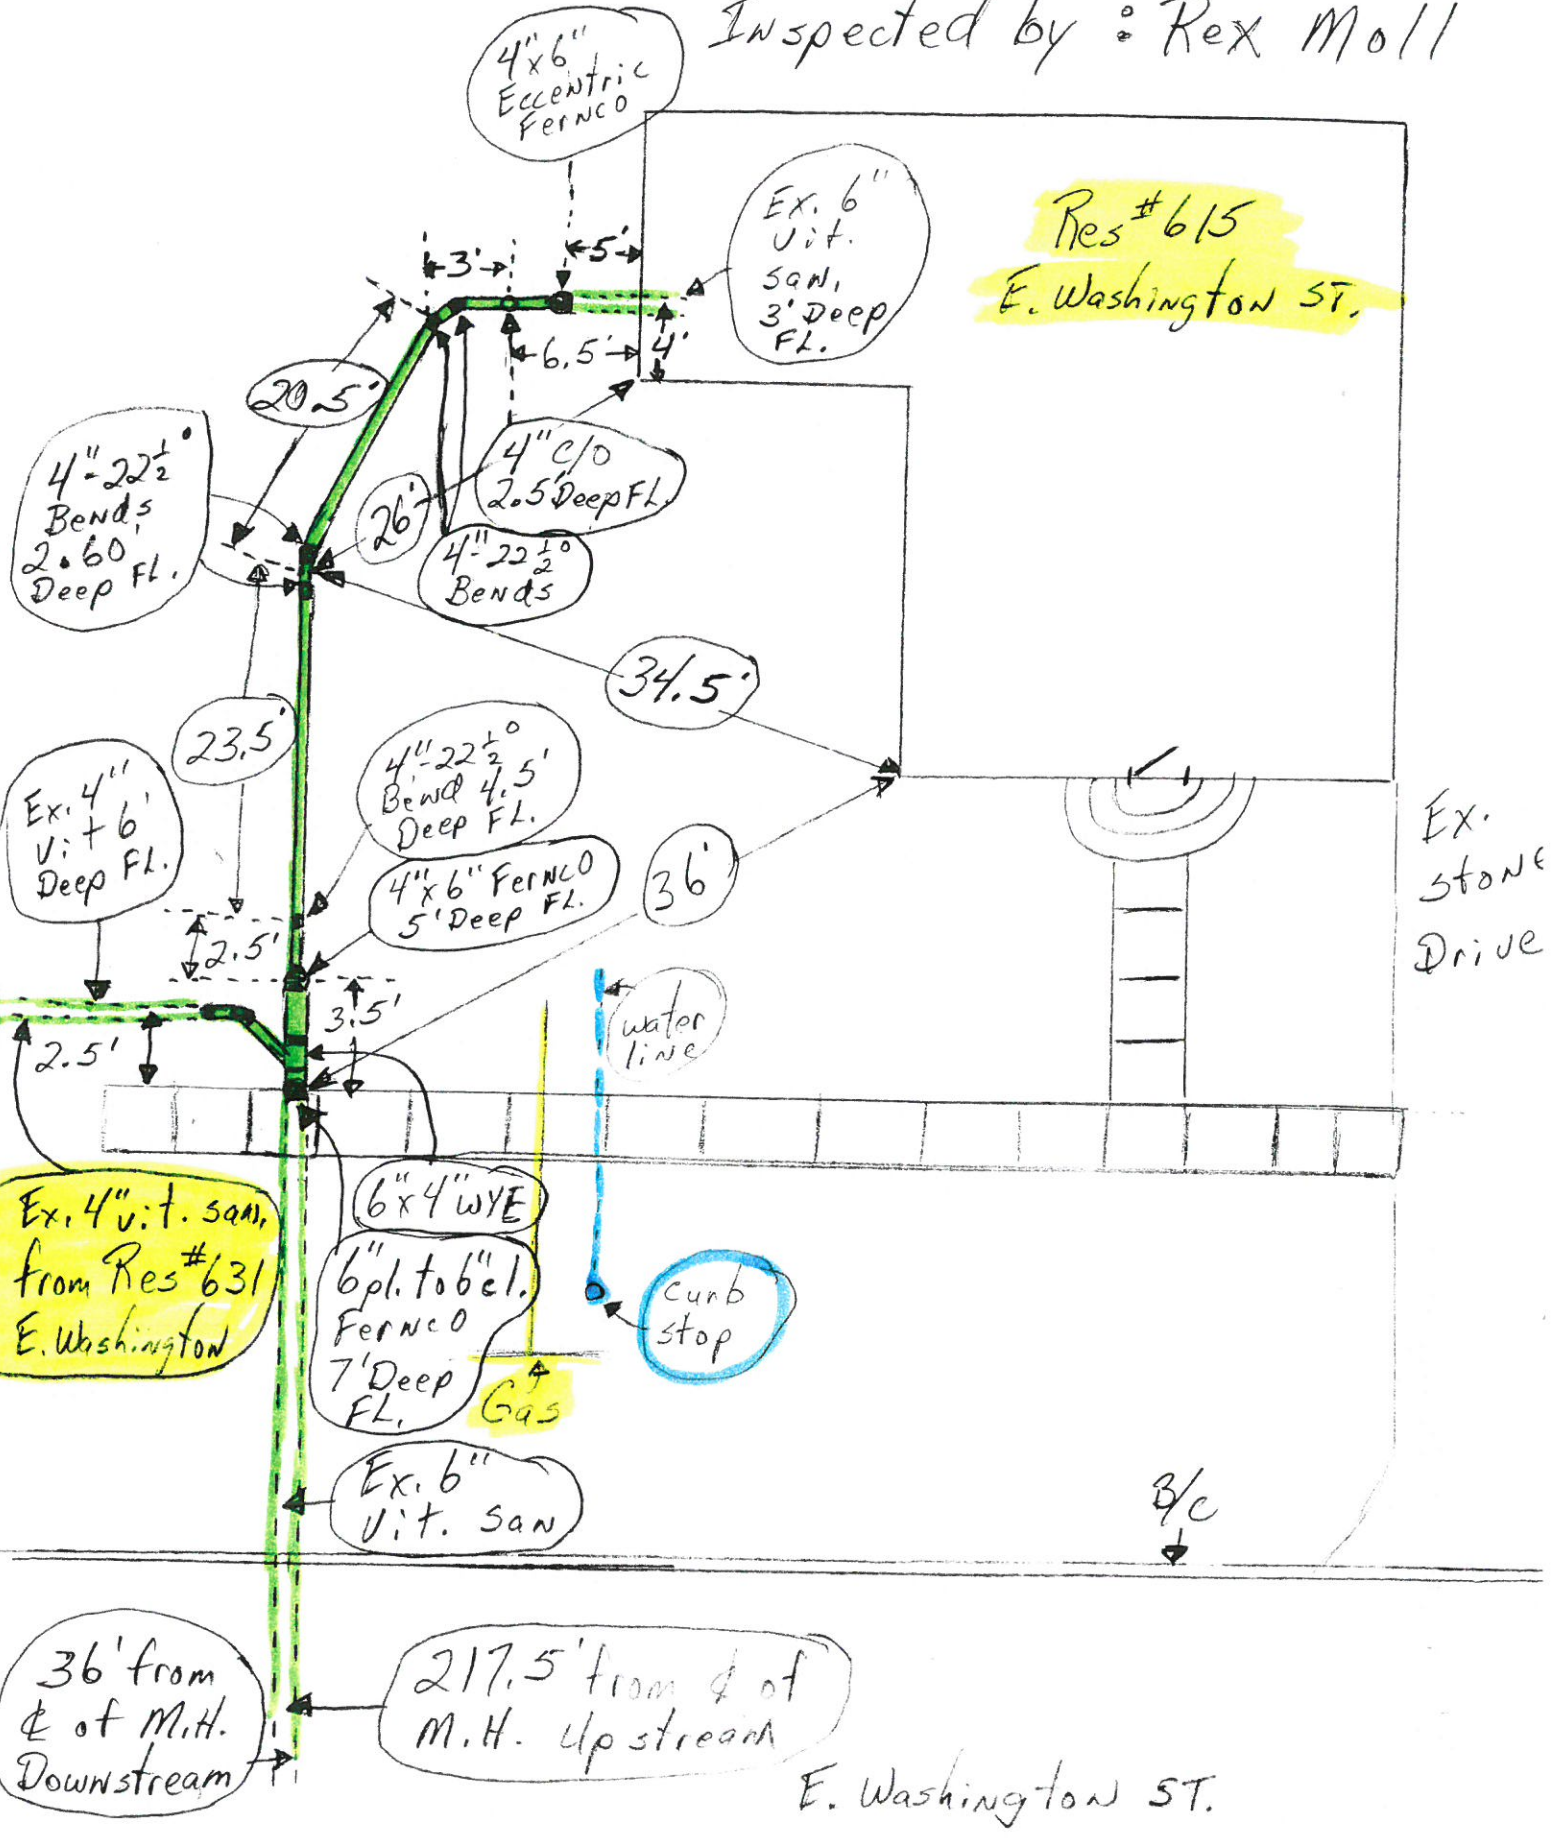 Inspected by : Rex Moll
4"x6"
Eccentric
Fernco
Res #615
E. Washington ST.
Ex. 6"
Vit.
san,
3' Deep
FL.
5'
3'
6.5'
4'
20.5'
4"-22½°
Bends
2.60'
Deep FL.
26'
4" C/O
2.5' Deep FL.
4"-22½°
Bends
34.5'
23.5'
4"-22½°
Bend 4.5'
Deep FL.
Ex. 4"
Vit 6'
Deep FL.
4"x6" Fernco
5' Deep FL.
36'
Ex.
stone
Drive
2.5'
3.5'
2.5'
water
line
Ex. 4" vit. san,
from Res #631
E. Washington
6"x4" WYE
6"pl. to 6"cl.
Fernco
7' Deep
FL.
curb
stop
Gas
Ex. 6"
Vit. San
B/C
36' from
℄ of M.H.
Downstream
217.5' from ℄ of
M.H. Upstream
E. Washington ST.